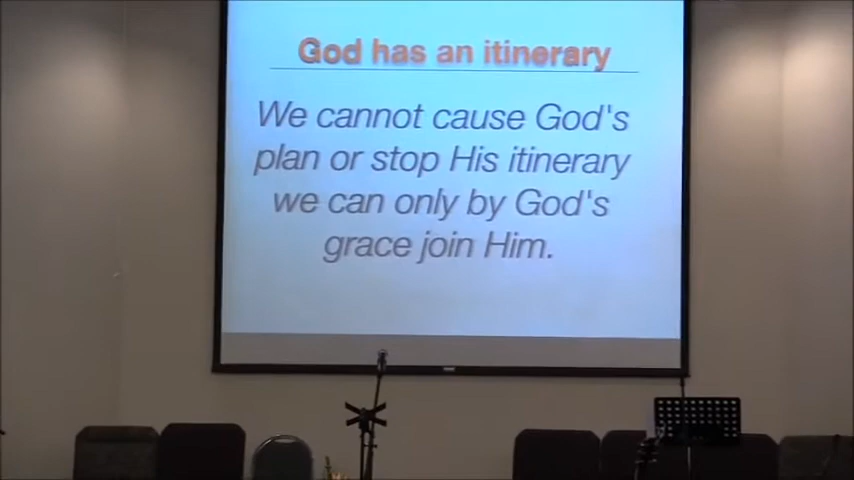 God has an itinerary
We cannot cause God's
plan or stop His itinerary
we can only by God's
grace join Him.